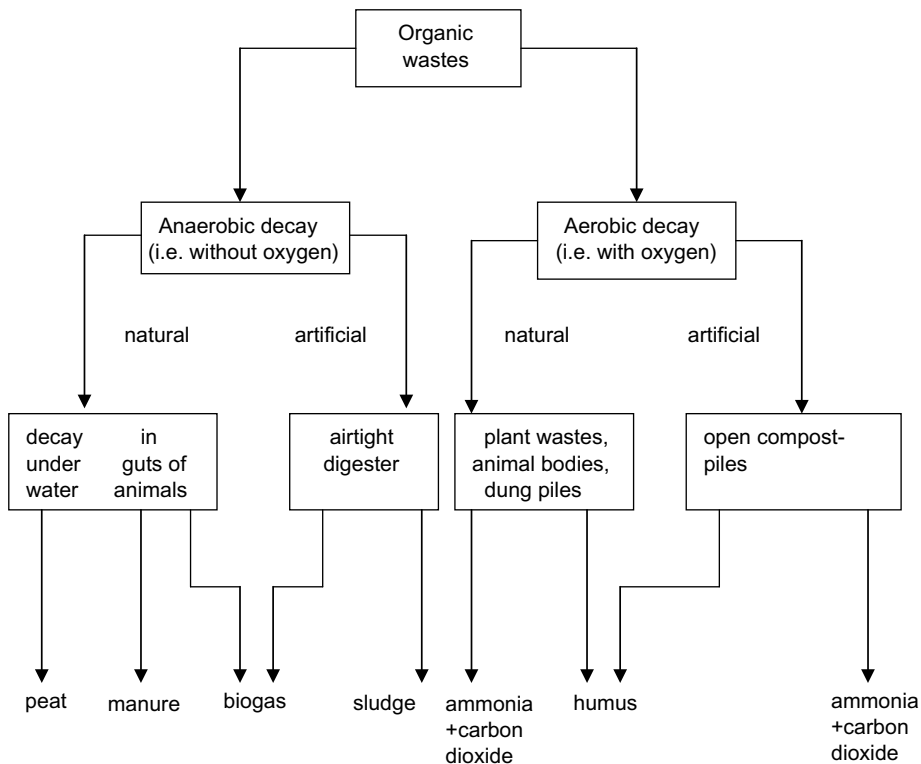 Organic
wastes
Anaerobic decay
(i.e. without oxygen)
Aerobic decay
(i.e. with oxygen)
natural
artificial
natural
artificial
decay in
under guts of
water animals
airtight
digester
plant wastes,
animal bodies,
dung piles
open compost-
piles
peat
manure
biogas
sludge
ammonia
+carbon
dioxide
humus
ammonia
+carbon
dioxide